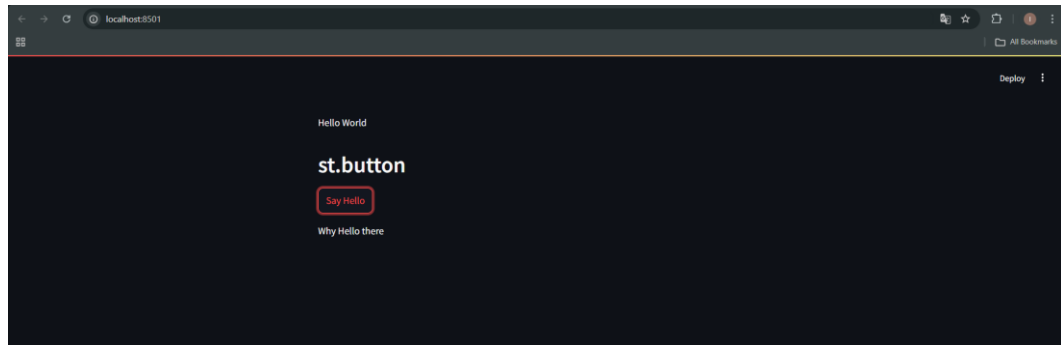 localhost:8501
All Bookmarks
Deploy
Hello World
st.button
Say Hello
Why Hello there